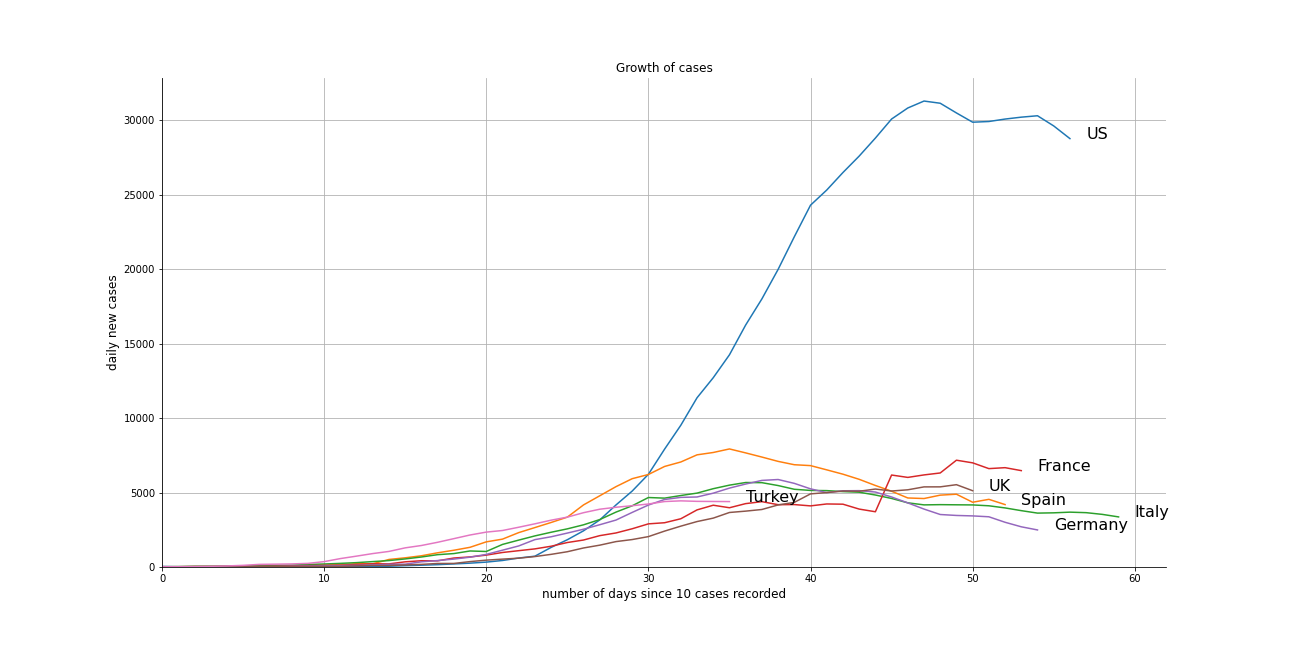 Growth of cases
daily new cases
30000
25000
20000
15000
10000
5000
0
US
France
UK
Turkey
Spain
Italy
Germany
0 10 20 30 40 50 60
number of days since 10 cases recorded